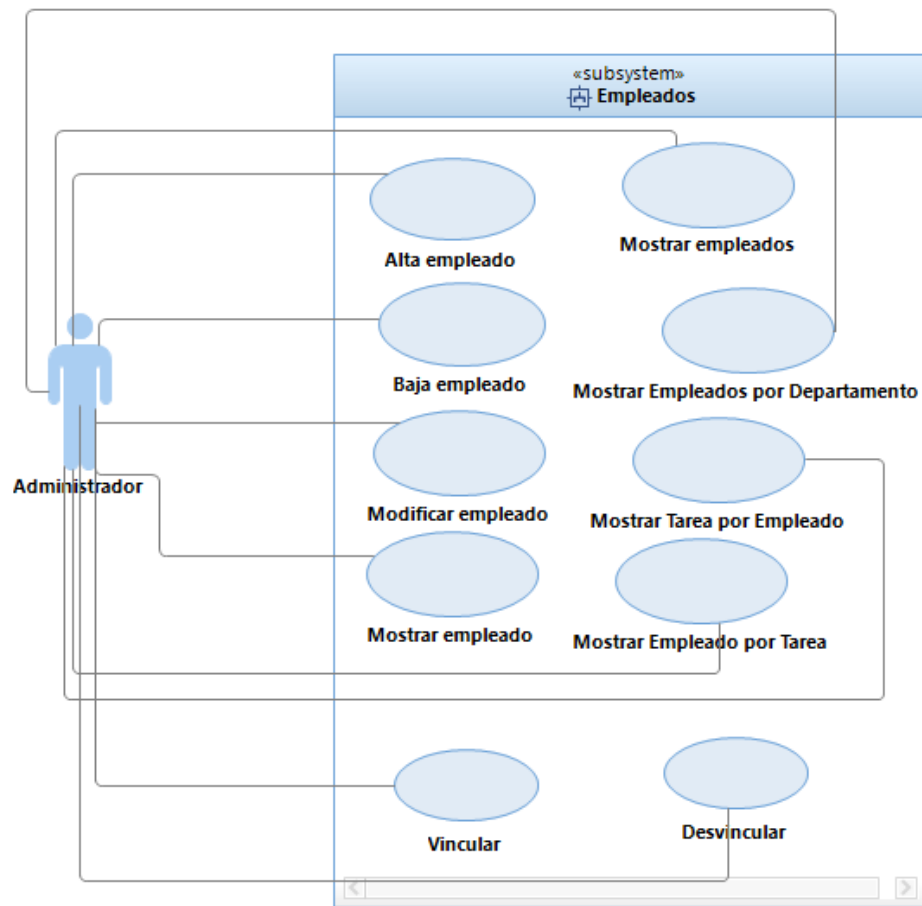 «subsystem»
Empleados
Alta empleado
Mostrar empleados
Baja empleado
Mostrar Empleados por Departamento
Administrador
Modificar empleado
Mostrar Tarea por Empleado
Mostrar empleado
Mostrar Empleado por Tarea
Vincular
Desvincular